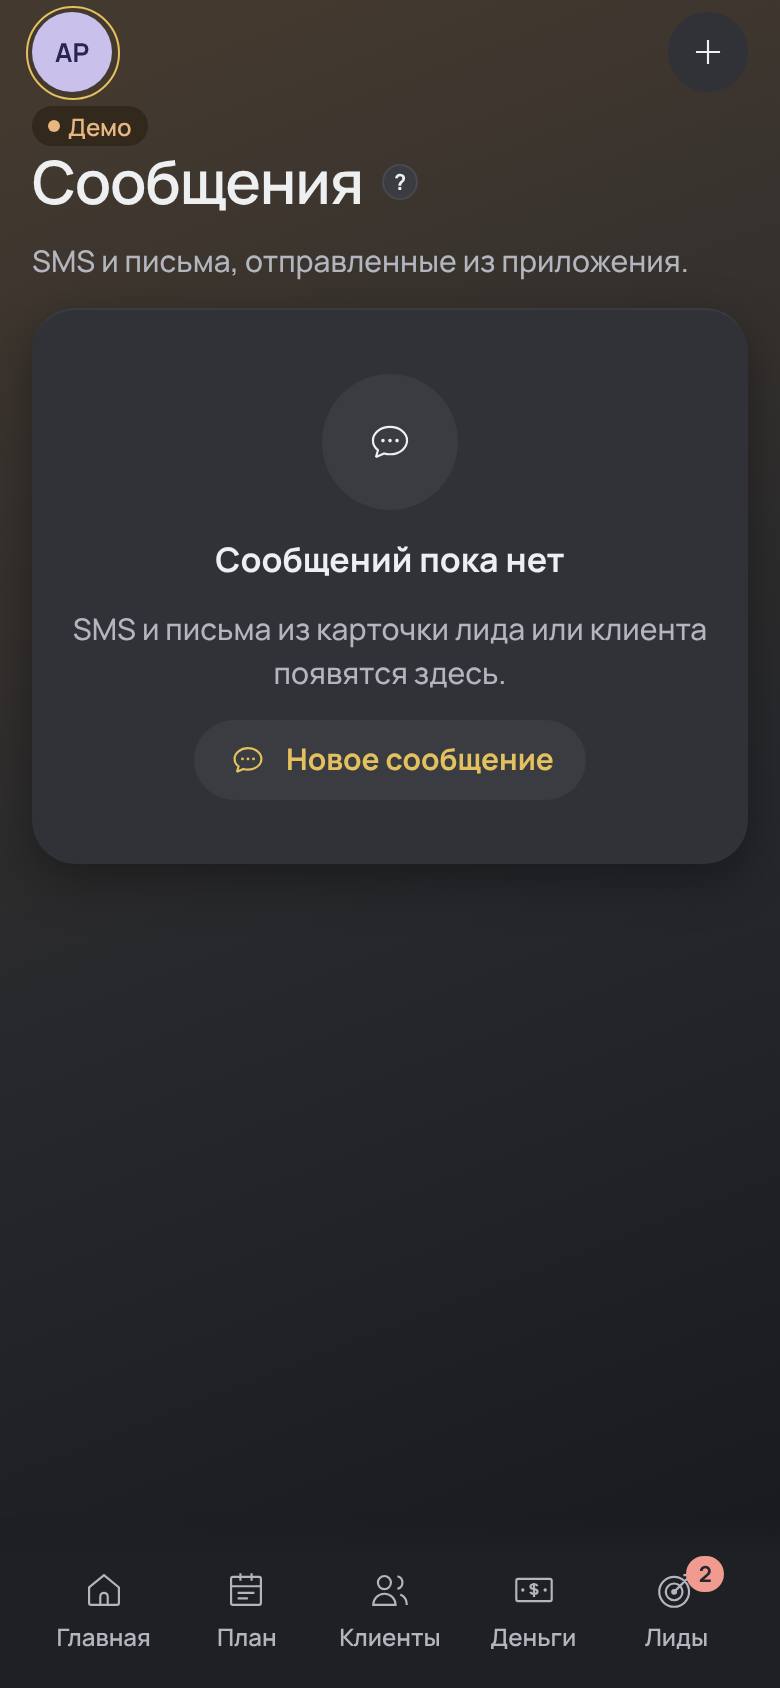 AP
Демо
Сообщения ?
SMS и письма, отправленные из приложения.
Сообщений пока нет
SMS и письма из карточки лида или клиента
появятся здесь.
Новое сообщение
2
Главная План Клиенты Деньги Лиды